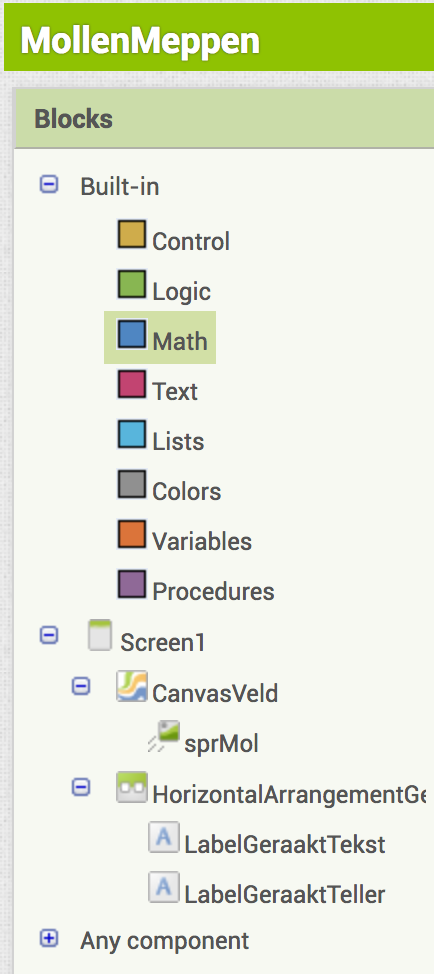 MollenMeppen
Blocks
Built-in
Control
Logic
Math
Text
Lists
Colors
Variables
Procedures
Screen1
CanvasVeld
sprMol
HorizontalArrangementGe
A LabelGeraaktTekst
A LabelGeraaktTeller
Any component